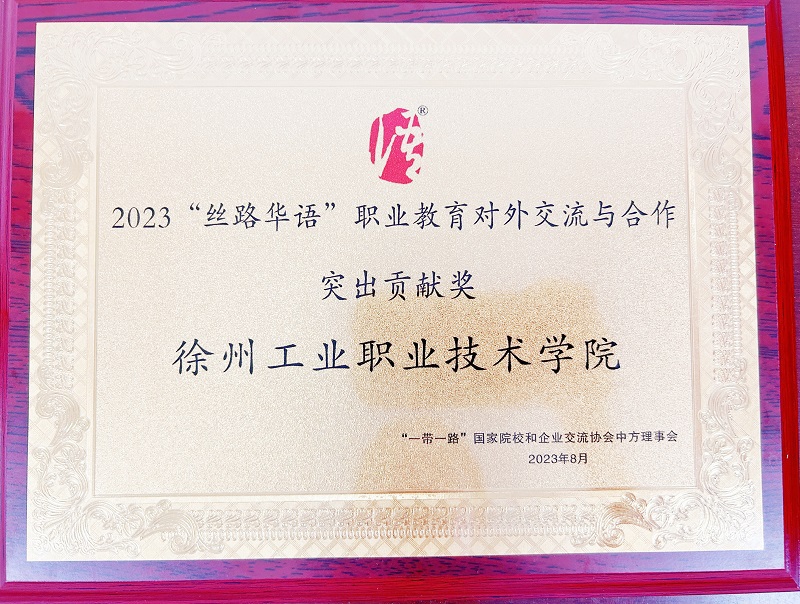 ®
2023“丝路华语”职业教育对外交流与合作
突出贡献奖
徐州工业职业技术学院
“一带一路”国家院校和企业交流协会中方理事会
2023年8月